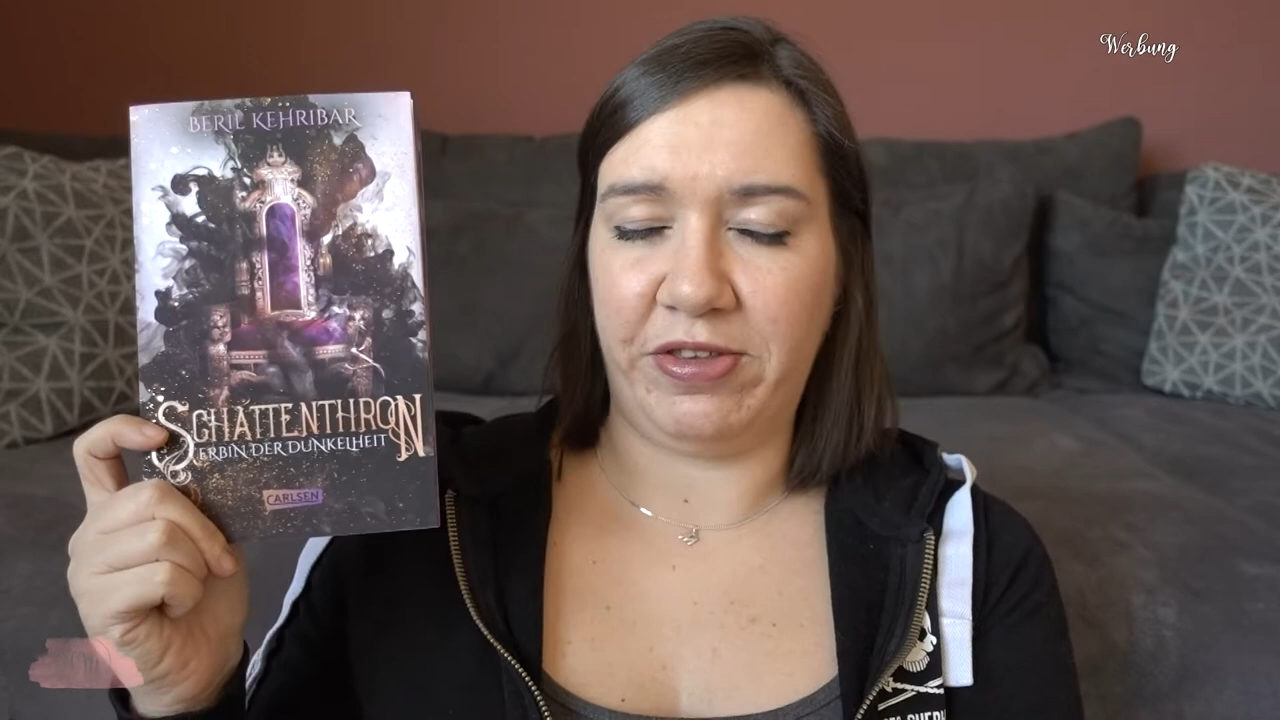 Werbung
BERIL KEHRIBAR
SCHATTENTHRON
ERBIN DER DUNKELHEIT
CARLSEN